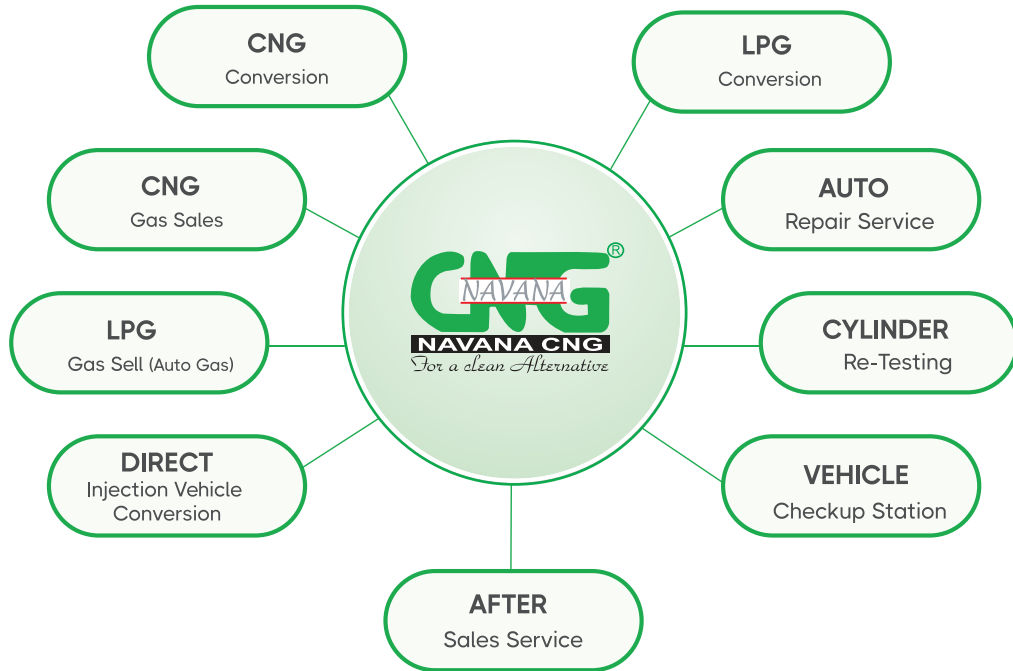 CNG
Conversion
LPG
Conversion
CNG
Gas Sales
AUTO
Repair Service
CNG
NAVANA
®
NAVANA CNG
For a clean Alternative
LPG
Gas Sell (Auto Gas)
CYLINDER
Re-Testing
DIRECT
Injection Vehicle
Conversion
VEHICLE
Checkup Station
AFTER
Sales Service